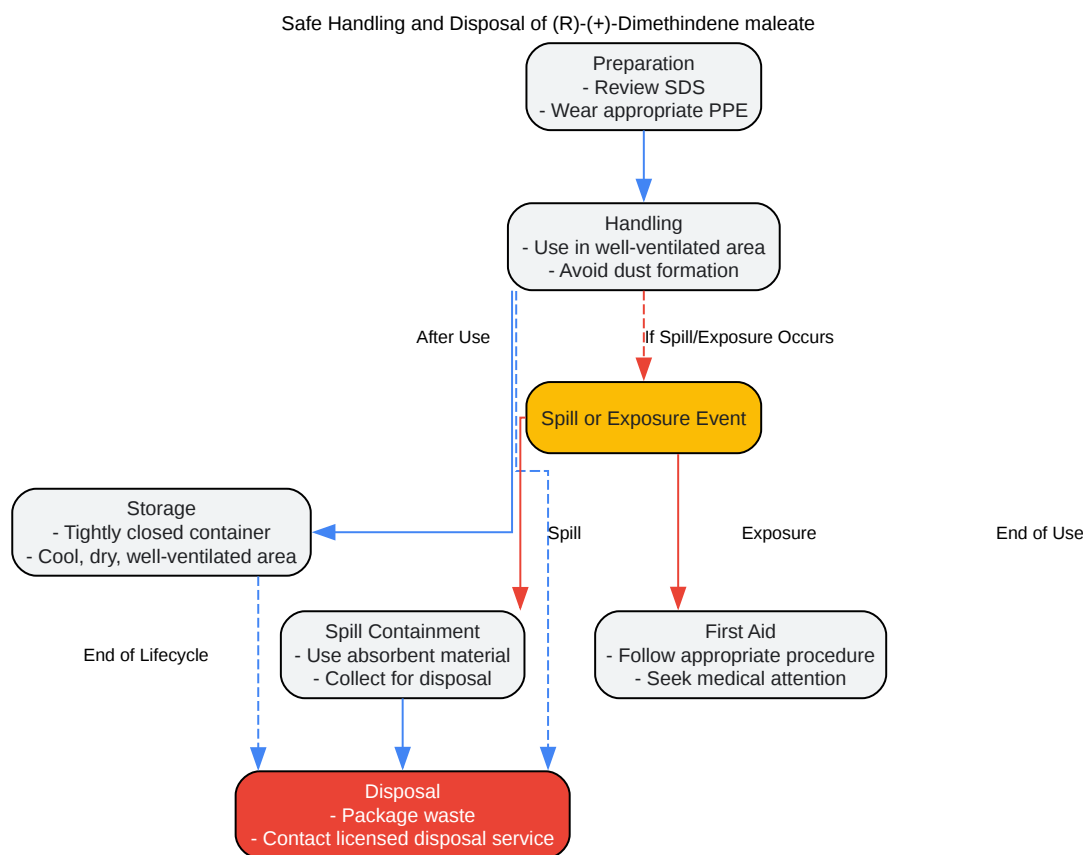 Safe Handling and Disposal of (R)-(+)-Dimethindene maleate
Preparation
- Review SDS
- Wear appropriate PPE
Handling
- Use in well-ventilated area
- Avoid dust formation
After Use
If Spill/Exposure Occurs
Spill or Exposure Event
Storage
- Tightly closed container
- Cool, dry, well-ventilated area
Spill
Exposure
End of Use
End of Lifecycle
Spill Containment
- Use absorbent material
- Collect for disposal
First Aid
- Follow appropriate procedure
- Seek medical attention
Disposal
- Package waste
- Contact licensed disposal service